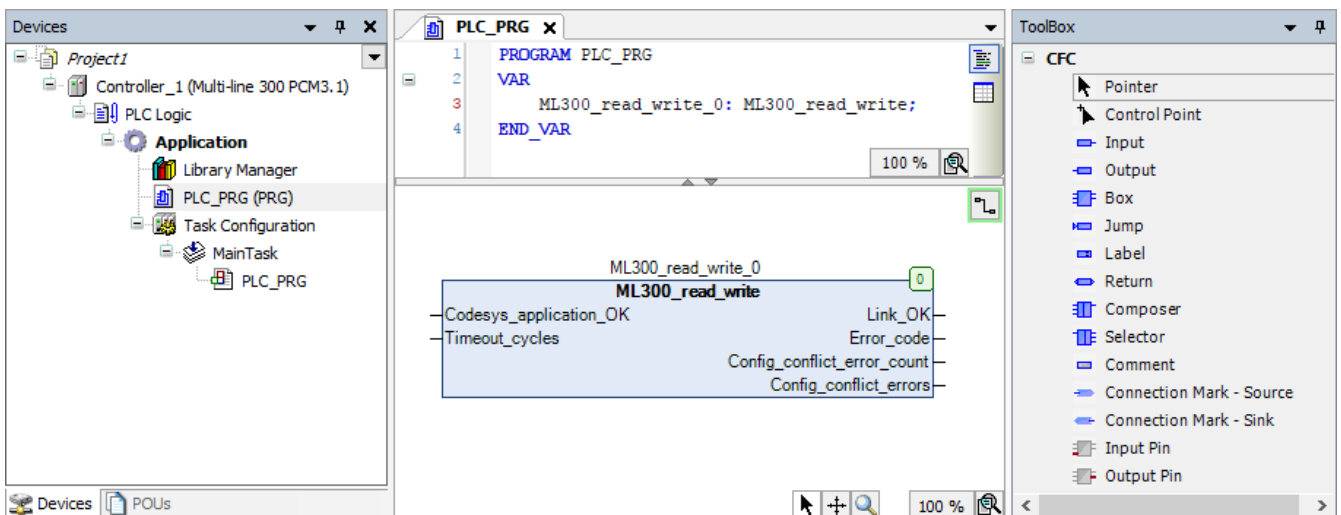 Devices
Project1
Controller_1 (Multi-line 300 PCM3.1)
PLC Logic
Application
Library Manager
PLC_PRG (PRG)
Task Configuration
MainTask
PLC_PRG
Devices
POUs
PLC_PRG X
1 PROGRAM PLC_PRG
2 VAR
3 ML300_read_write_0: ML300_read_write;
4 END_VAR
100 %
ML300_read_write_0
0
ML300_read_write
Codesys_application_OK Link_OK
Timeout_cycles Error_code
Config_conflict_error_count
Config_conflict_errors
100 %
ToolBox
CFC
Pointer
Control Point
Input
Output
Box
Jump
Label
Return
Composer
Selector
Comment
Connection Mark - Source
Connection Mark - Sink
Input Pin
Output Pin